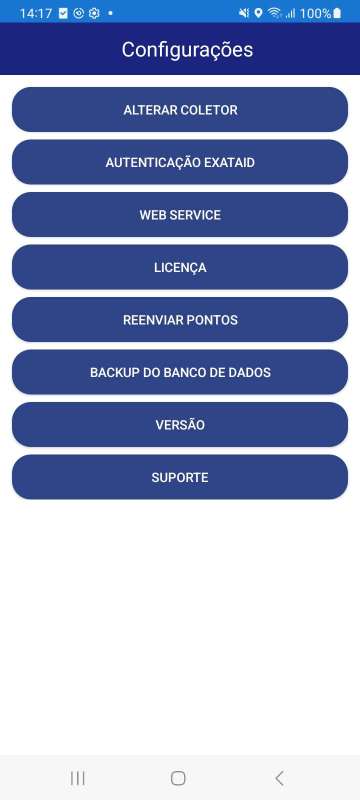 14:17 100%
Configurações
ALTERAR COLETOR
AUTENTICAÇÃO EXATAID
WEB SERVICE
LICENÇA
REENVIAR PONTOS
BACKUP DO BANCO DE DADOS
VERSÃO
SUPORTE